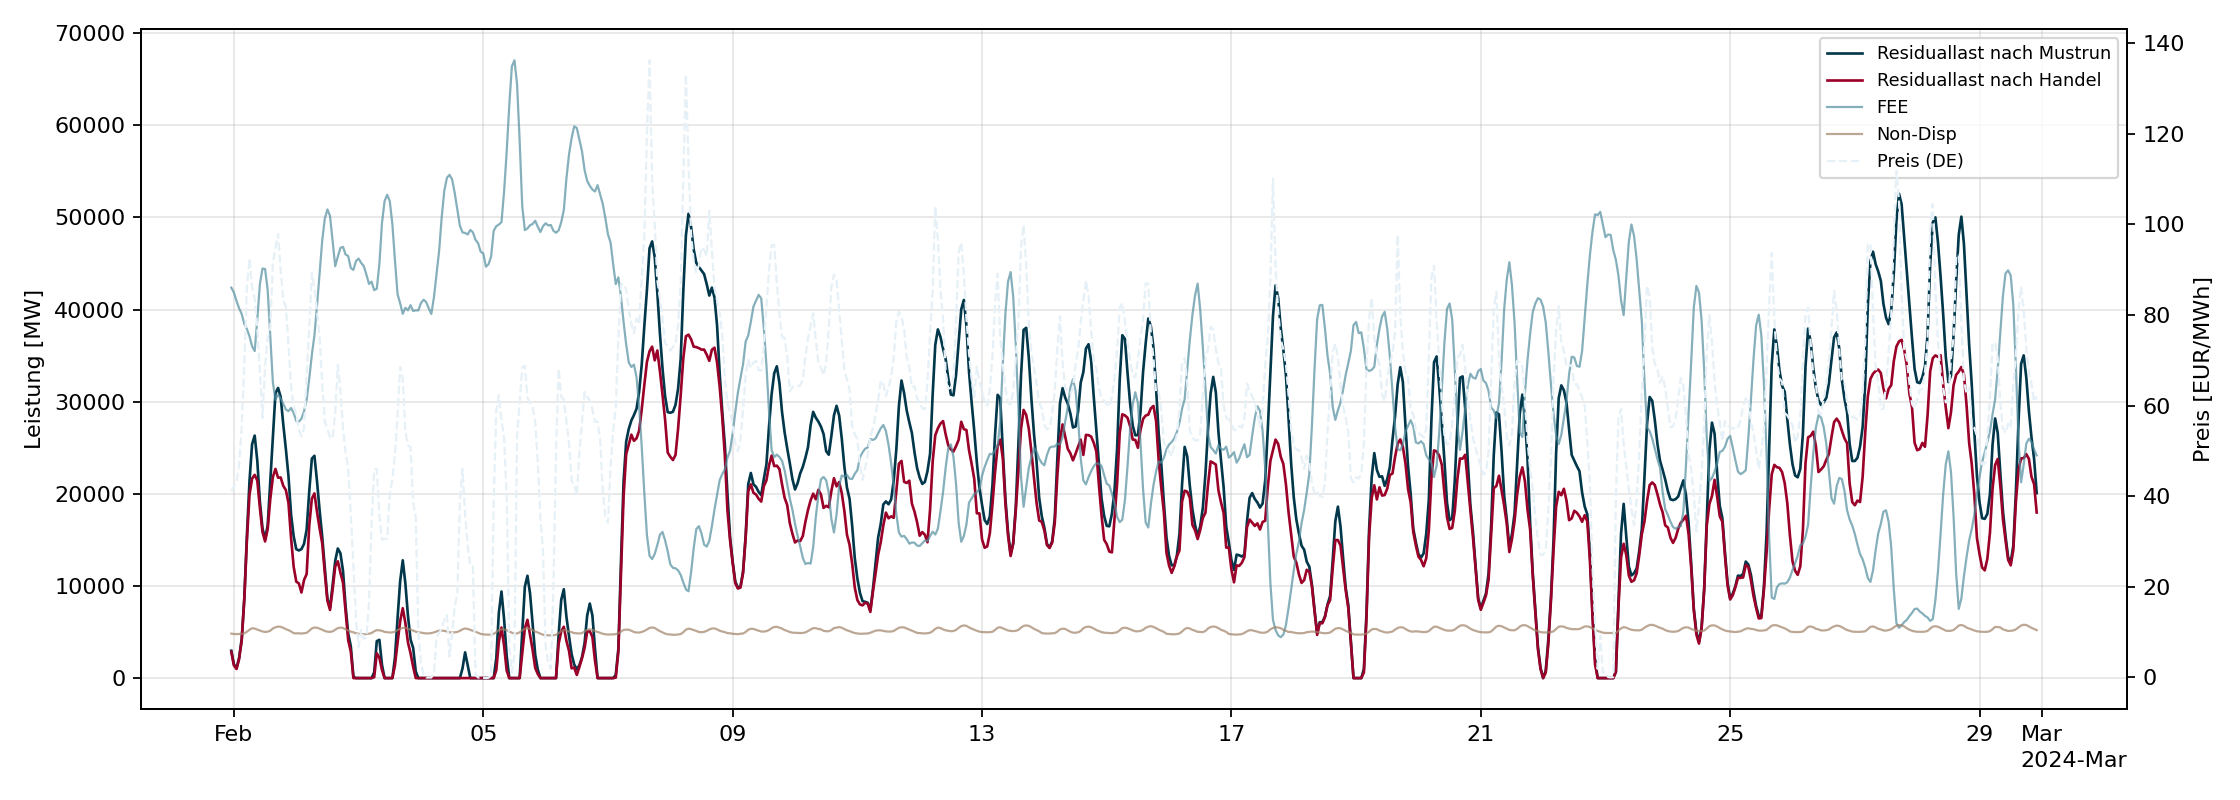 70000
60000
50000
40000
30000
20000
10000
0
Leistung [MW]
140
120
100
80
60
40
20
0
Preis [EUR/MWh]
Residuallast nach Mustrun
Residuallast nach Handel
FEE
Non-Disp
Preis (DE)
Feb 05 09 13 17 21 25 29 Mar
2024-Mar